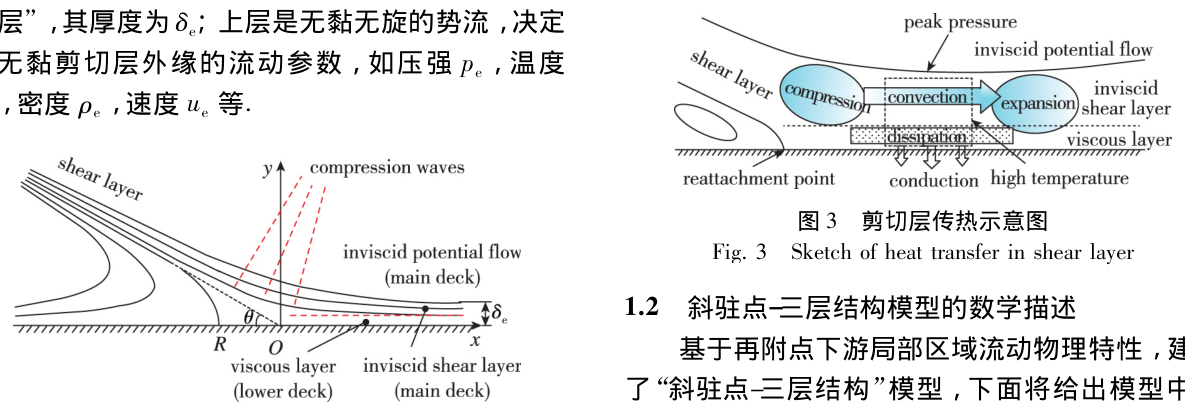 层”,其厚度为 δe; 上层是无黏无旋的势流,决定
无黏剪切层外缘的流动参数,如压强 pe,温度
,密度 ρe,速度 ue 等.
shear layer
y
compression waves
inviscid potential flow
(main deck)
δe
θ
R
O
x
viscous layer
(lower deck)
inviscid shear layer
(main deck)
peak pressure
inviscid potential flow
shear layer
compression
convection
expansion
inviscid
shear layer
dissipation
viscous layer
reattachment point
conduction
high temperature
图 3 剪切层传热示意图
Fig. 3 Sketch of heat transfer in shear layer
1.2 斜驻点–三层结构模型的数学描述
基于再附点下游局部区域流动物理特性,建
了“斜驻点–三层结构”模型,下面将给出模型中